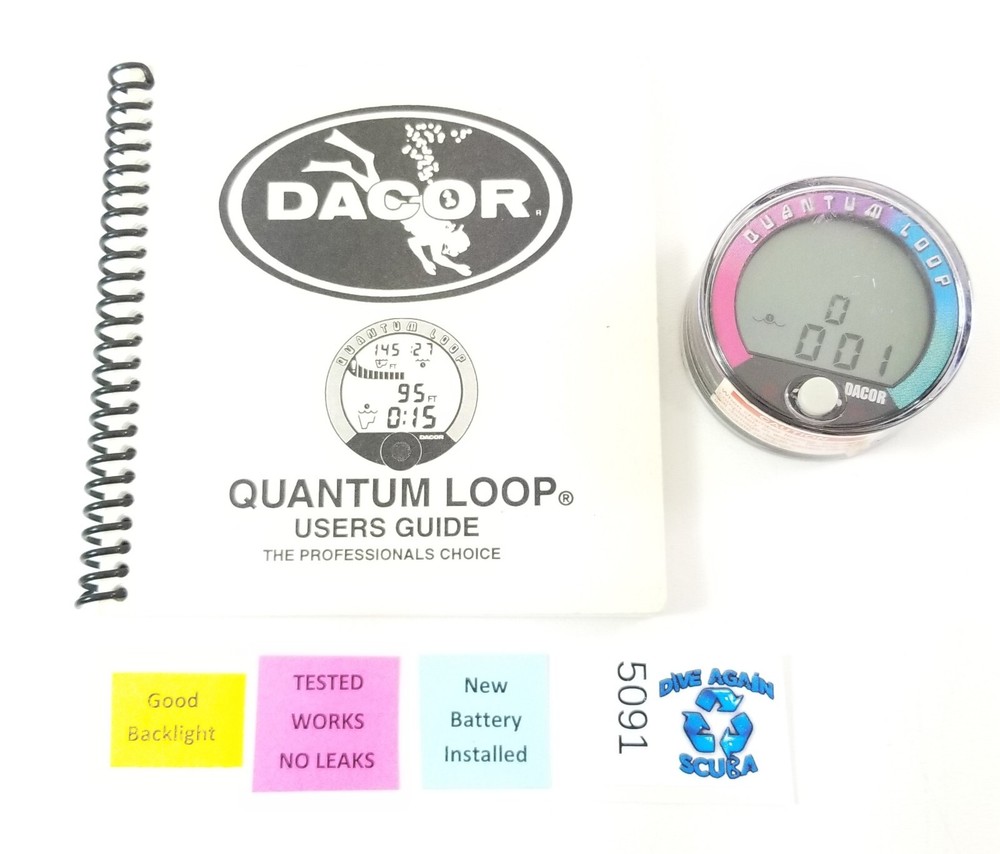 DACOR
R
QUANTUM LOOP
145 :27
FT
95 FT
0:15
DACOR
QUANTUM LOOP®
USERS GUIDE
THE PROFESSIONALS CHOICE
QUANTUM LOOP
0
001
DACOR
Good
Backlight
TESTED
WORKS
NO LEAKS
New
Battery
Installed
5091
DIVE AGAIN
SCUBA